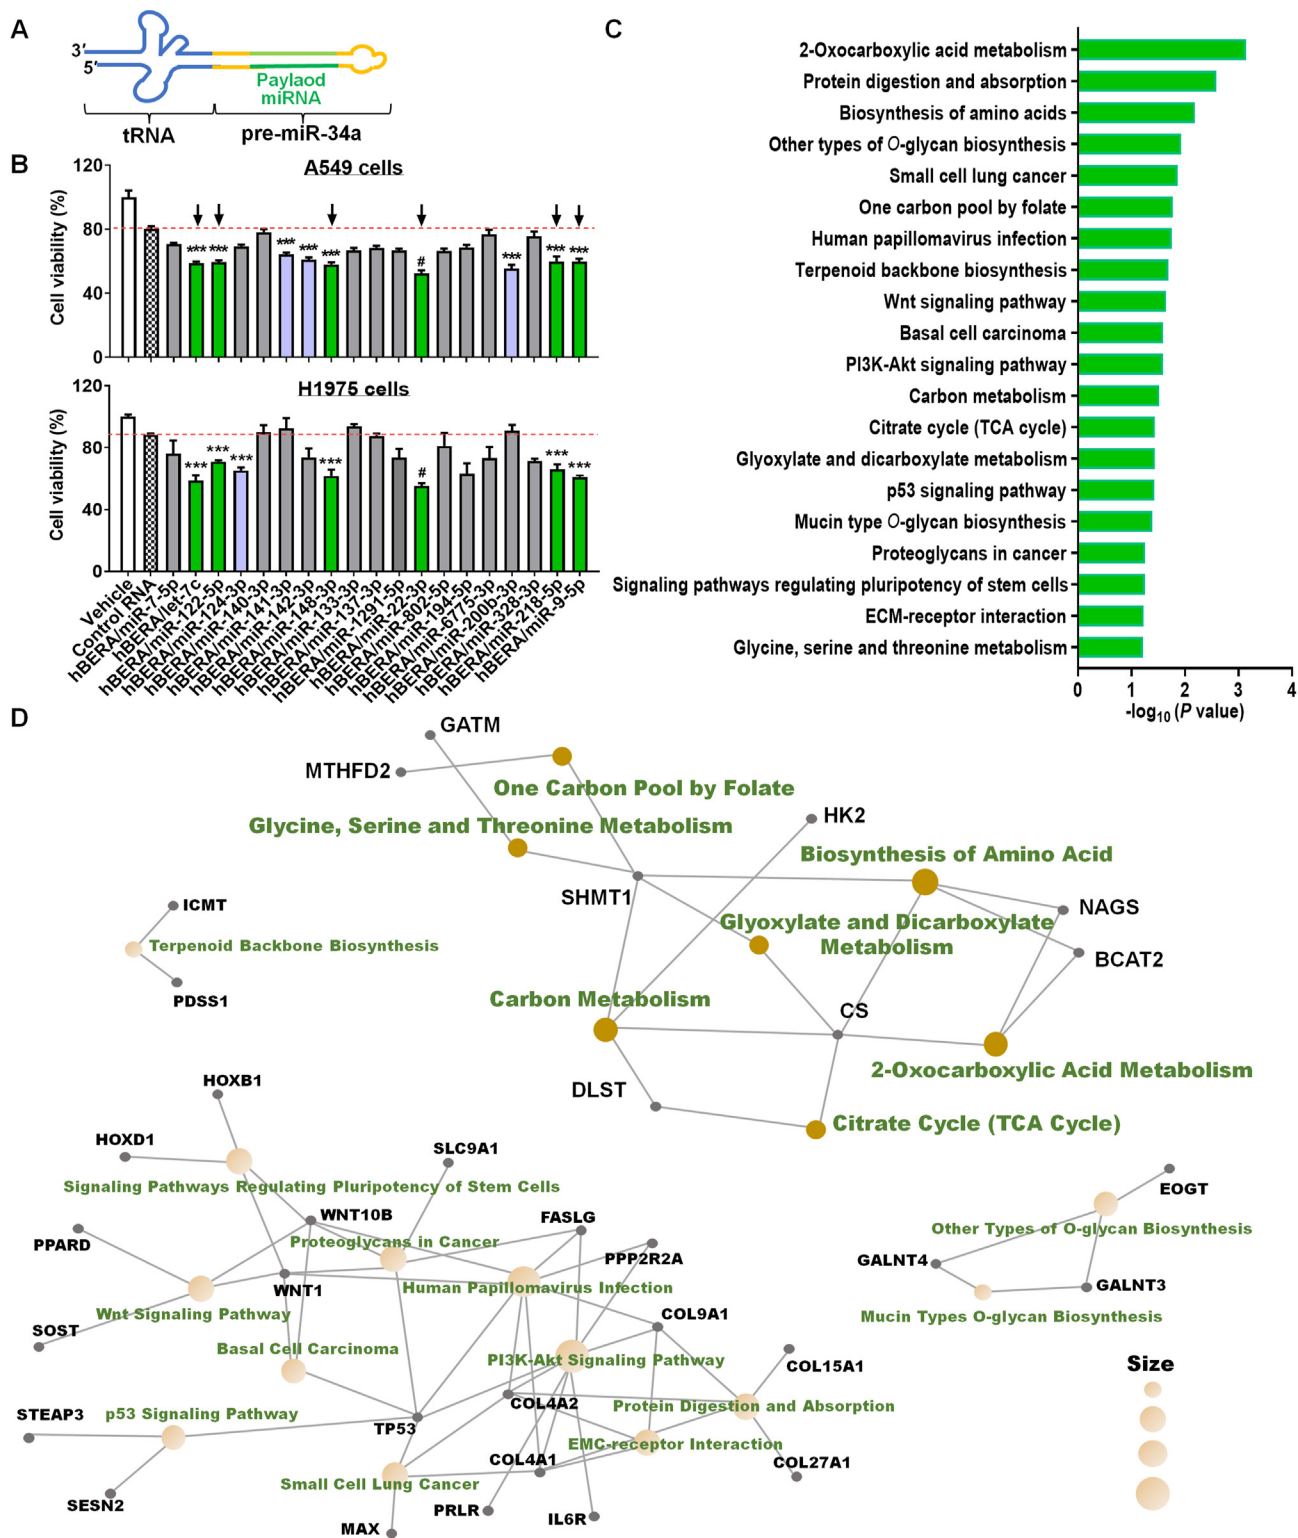 A
3′
5′
Paylaod
miRNA
tRNA
pre-miR-34a
B
A549 cells
Cell viability (%)
120
80
40
0
*** *** *** *** *** # *** *** ***
H1975 cells
Cell viability (%)
120
80
40
0
*** *** *** *** # *** ***
Vehicle
Control RNA
hBERA/miR-7-5p
hBERA/let-7c
hBERA/miR-122-5p
hBERA/miR-124-3p
hBERA/miR-140-3p
hBERA/miR-141-3p
hBERA/miR-142-3p
hBERA/miR-148-3p
hBERA/miR-133-3p
hBERA/miR-137-3p
hBERA/miR-1291-5p
hBERA/miR-22-3p
hBERA/miR-802-5p
hBERA/miR-194-5p
hBERA/miR-6775-3p
hBERA/miR-200b-3p
hBERA/miR-328-3p
hBERA/miR-218-5p
hBERA/miR-9-5p
C
2-Oxocarboxylic acid metabolism
Protein digestion and absorption
Biosynthesis of amino acids
Other types of O-glycan biosynthesis
Small cell lung cancer
One carbon pool by folate
Human papillomavirus infection
Terpenoid backbone biosynthesis
Wnt signaling pathway
Basal cell carcinoma
PI3K-Akt signaling pathway
Carbon metabolism
Citrate cycle (TCA cycle)
Glyoxylate and dicarboxylate metabolism
p53 signaling pathway
Mucin type O-glycan biosynthesis
Proteoglycans in cancer
Signaling pathways regulating pluripotency of stem cells
ECM-receptor interaction
Glycine, serine and threonine metabolism
0 1 2 3 4
-log10 (P value)
D
GATM
MTHFD2
One Carbon Pool by Folate
HK2
Glycine, Serine and Threonine Metabolism
Biosynthesis of Amino Acid
SHMT1
NAGS
Glyoxylate and Dicarboxylate
Metabolism
BCAT2
ICMT
Terpenoid Backbone Biosynthesis
PDSS1
Carbon Metabolism
CS
2-Oxocarboxylic Acid Metabolism
DLST
Citrate Cycle (TCA Cycle)
HOXB1
HOXD1
SLC9A1
Signaling Pathways Regulating Pluripotency of Stem Cells
WNT10B
FASLG
PPARD
Proteoglycans in Cancer
PPP2R2A
WNT1
Human Papillomavirus Infection
Wnt Signaling Pathway
COL9A1
SOST
Basal Cell Carcinoma
PI3K-Akt Signaling Pathway
COL15A1
COL4A2
Protein Digestion and Absorption
STEAP3
p53 Signaling Pathway
TP53
EMC-receptor Interaction
COL4A1
COL27A1
Small Cell Lung Cancer
SESN2
PRLR
IL6R
MAX
EOGT
Other Types of O-glycan Biosynthesis
GALNT4
GALNT3
Mucin Types O-glycan Biosynthesis
Size